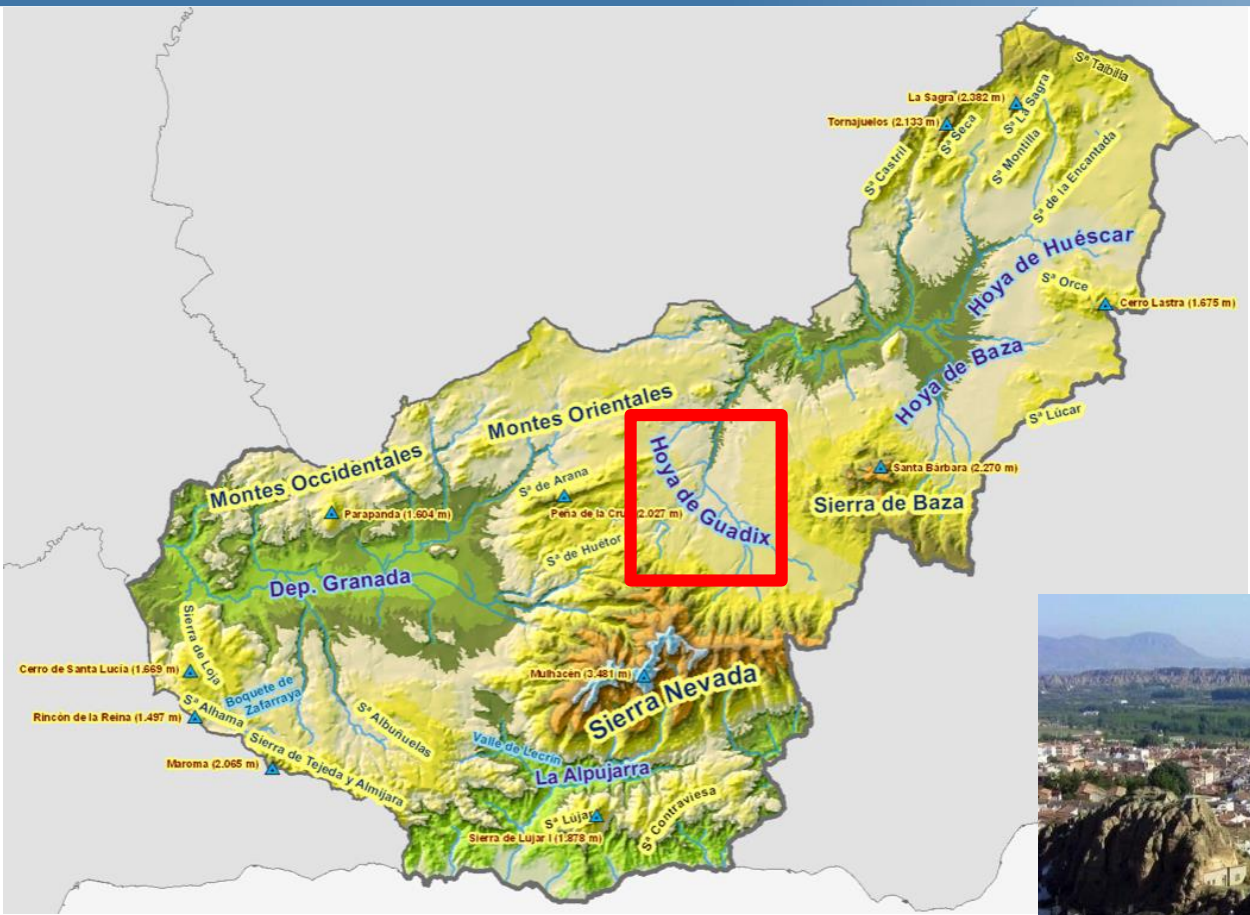 Sª Taibilla
La Sagra (2.382 m)
Sª La Sagra
Tornajuelos (2.133 m)
Sª Seca
Sª Montilla
Sª Castril
Sª de la Encantada
Hoya de Huéscar
Sª Orce
Cerro Lastra (1.675 m)
Hoya de Baza
Sª Lúcar
Montes Orientales
Hoya de Guadix
Montes Occidentales
Santa Bárbara (2.270 m)
Sª de Arana
Sierra de Baza
Parapanda (1.604 m)
Peña de la Cruz (2.027 m)
Sª de Huétor
Dep. Granada
Sierra de Loja
Cerro de Santa Lucía (1.669 m)
Mulhacén (3.481 m)
Sierra Nevada
Boquete de
Zafarraya
Rincón de la Reina (1.497 m)
Sª Alhama
Sª Albuñuelas
Sierra de Tejeda y Almijara
Valle de Lecrín
Maroma (2.065 m)
La Alpujarra
Sª Lújar
Sª Contraviesa
Sierra de Lújar I (1.878 m)